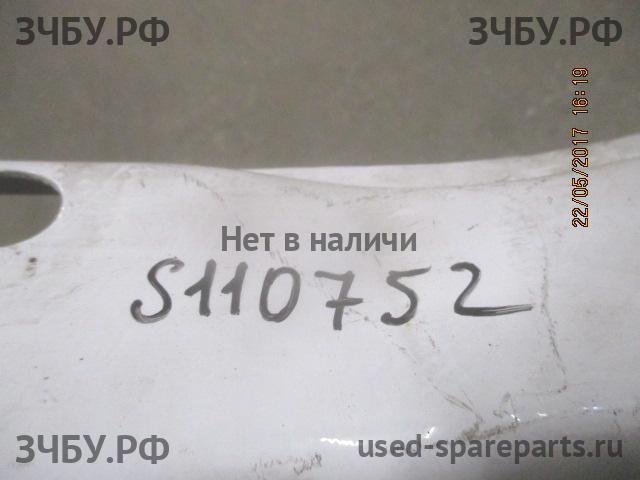 ЗЧБУ.РФ ЗЧБУ.РФ
22/05/2017 16:19
Нет в наличи
S110752
ЗЧБУ.РФ used-spareparts.ru